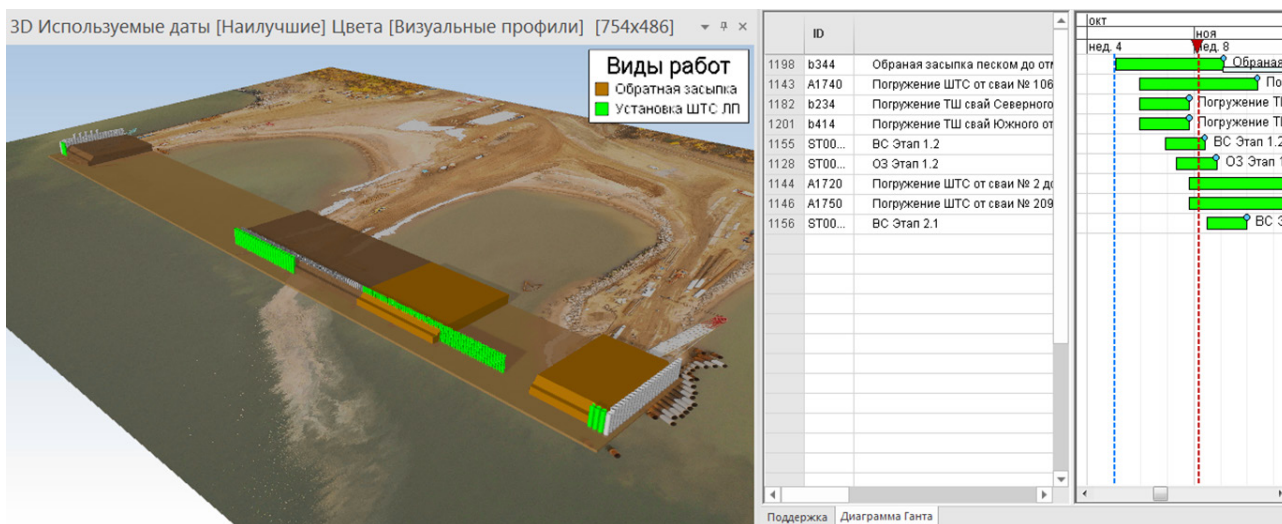 3D Используемые даты [Наилучшие] Цвета [Визуальные профили] [754x486]
Виды работ
Обратная засыпка
Установка ШТС ЛП
ID
1198 b344 Обраная засыпка песком до отм
1143 A1740 Погружение ШТС от сваи № 106
1182 b234 Погружение ТШ свай Северного
1201 b414 Погружение ТШ свай Южного от
1155 ST00... ВС Этап 1.2
1128 ST00... ОЗ Этап 1.2
1144 A1720 Погружение ШТС от сваи № 2 до
1146 A1750 Погружение ШТС от сваи № 209
1156 ST00... ВС Этап 2.1
Поддержка Диаграмма Ганта
окт
ноя
нед. 4 нед. 8
Обраная
По
Погружение ТШ
Погружение ТШ
ВС Этап 1.2
ОЗ Этап 1
ВС Э